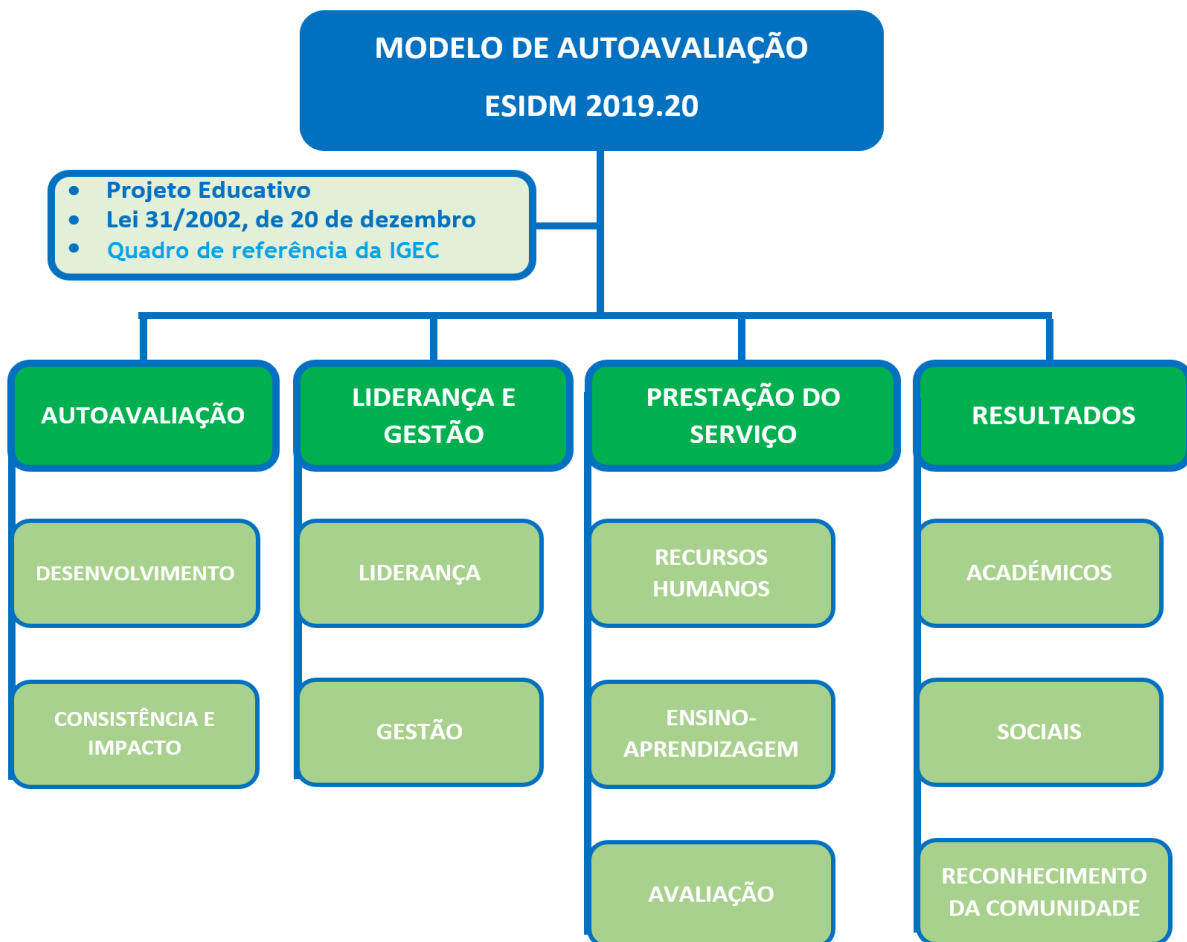 MODELO DE AUTOAVALIAÇÃO
ESIDM 2019.20
• Projeto Educativo
• Lei 31/2002, de 20 de dezembro
• Quadro de referência da IGEC
AUTOAVALIAÇÃO
DESENVOLVIMENTO
CONSISTÊNCIA E
IMPACTO
LIDERANÇA E
GESTÃO
LIDERANÇA
GESTÃO
PRESTAÇÃO DO
SERVIÇO
RECURSOS
HUMANOS
ENSINO-
APRENDIZAGEM
AVALIAÇÃO
RESULTADOS
ACADÉMICOS
SOCIAIS
RECONHECIMENTO
DA COMUNIDADE